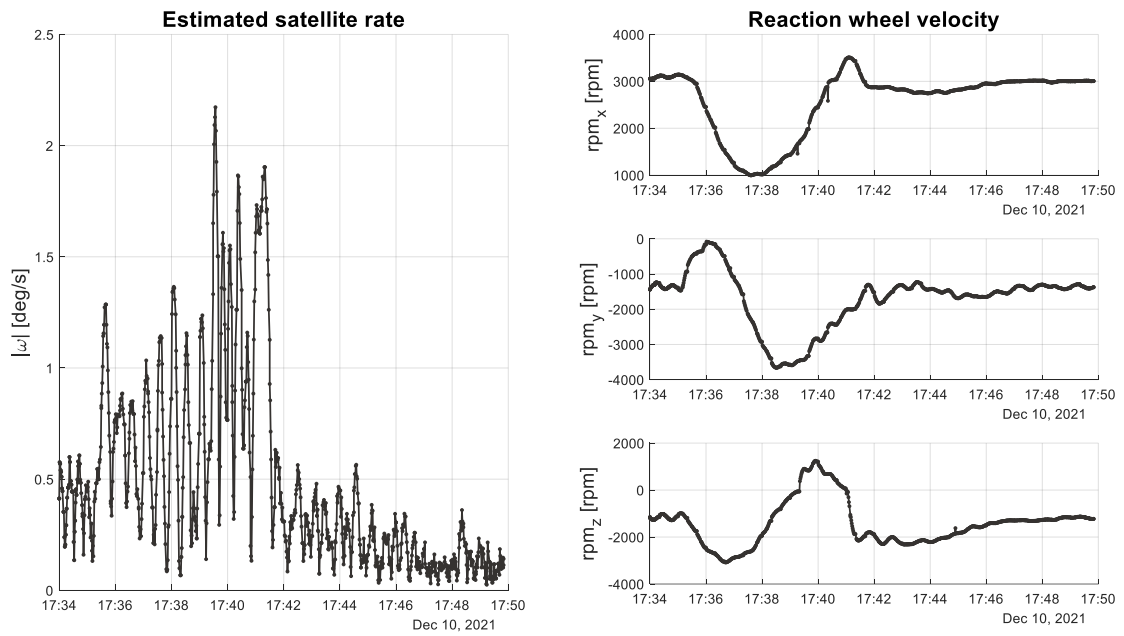 Estimated satellite rate
2.5
2
1.5
1
0.5
0
|ω| [deg/s]
17:34 17:36 17:38 17:40 17:42 17:44 17:46 17:48 17:50
Dec 10, 2021
Reaction wheel velocity
4000
3000
2000
1000
rpmx [rpm]
17:34 17:36 17:38 17:40 17:42 17:44 17:46 17:48 17:50
Dec 10, 2021
0
-1000
-2000
-3000
-4000
rpmy [rpm]
17:34 17:36 17:38 17:40 17:42 17:44 17:46 17:48 17:50
Dec 10, 2021
2000
0
-2000
-4000
rpmz [rpm]
17:34 17:36 17:38 17:40 17:42 17:44 17:46 17:48 17:50
Dec 10, 2021